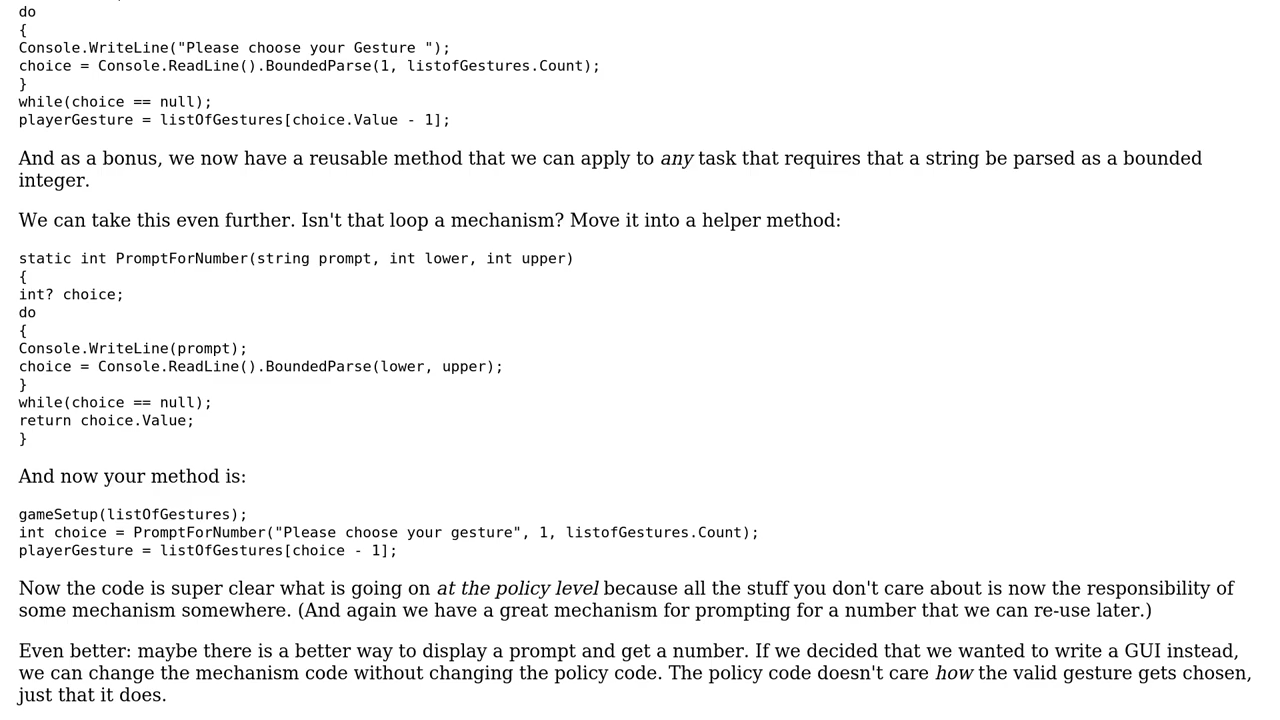 do
{
Console.WriteLine("Please choose your Gesture ");
choice = Console.ReadLine().BoundedParse(1, listofGestures.Count);
}
while(choice == null);
playerGesture = listOfGestures[choice.Value - 1];
And as a bonus, we now have a reusable method that we can apply to any task that requires that a string be parsed as a bounded
integer.
We can take this even further. Isn't that loop a mechanism? Move it into a helper method:
static int PromptForNumber(string prompt, int lower, int upper)
{
int? choice;
do
{
Console.WriteLine(prompt);
choice = Console.ReadLine().BoundedParse(lower, upper);
}
while(choice == null);
return choice.Value;
}
And now your method is:
gameSetup(listOfGestures);
int choice = PromptForNumber("Please choose your gesture", 1, listofGestures.Count);
playerGesture = listOfGestures[choice - 1];
Now the code is super clear what is going on at the policy level because all the stuff you don't care about is now the responsibility of
some mechanism somewhere. (And again we have a great mechanism for prompting for a number that we can re-use later.)
Even better: maybe there is a better way to display a prompt and get a number. If we decided that we wanted to write a GUI instead,
we can change the mechanism code without changing the policy code. The policy code doesn't care how the valid gesture gets chosen,
just that it does.